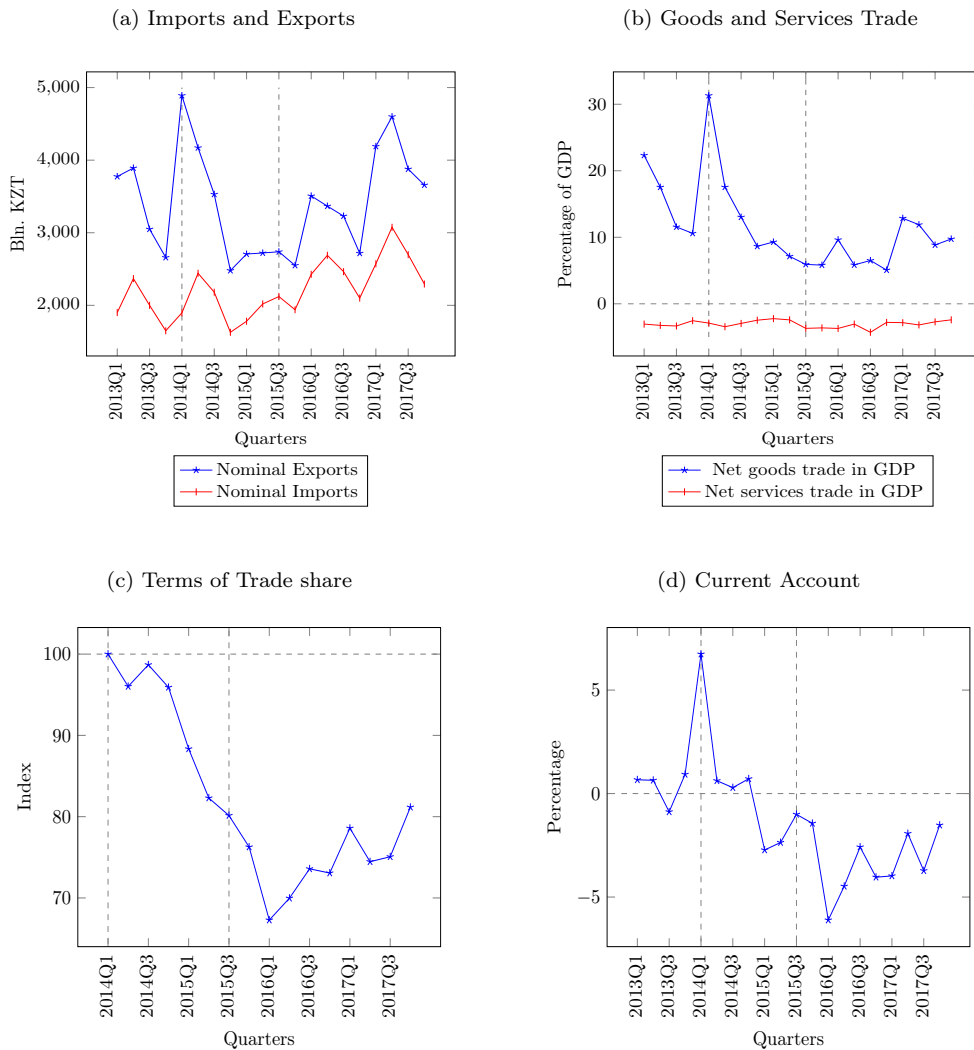 (a) Imports and Exports
5,000
4,000
3,000
2,000
Bln. KZT
2013Q1
2013Q3
2014Q1
2014Q3
2015Q1
2015Q3
2016Q1
2016Q3
2017Q1
2017Q3
Quarters
Nominal Exports
Nominal Imports
(b) Goods and Services Trade
30
20
10
0
Percentage of GDP
2013Q1
2013Q3
2014Q1
2014Q3
2015Q1
2015Q3
2016Q1
2016Q3
2017Q1
2017Q3
Quarters
Net goods trade in GDP
Net services trade in GDP
(c) Terms of Trade share
100
90
80
70
Index
2014Q1
2014Q3
2015Q1
2015Q3
2016Q1
2016Q3
2017Q1
2017Q3
Quarters
(d) Current Account
5
0
−5
Percentage
2013Q1
2013Q3
2014Q1
2014Q3
2015Q1
2015Q3
2016Q1
2016Q3
2017Q1
2017Q3
Quarters